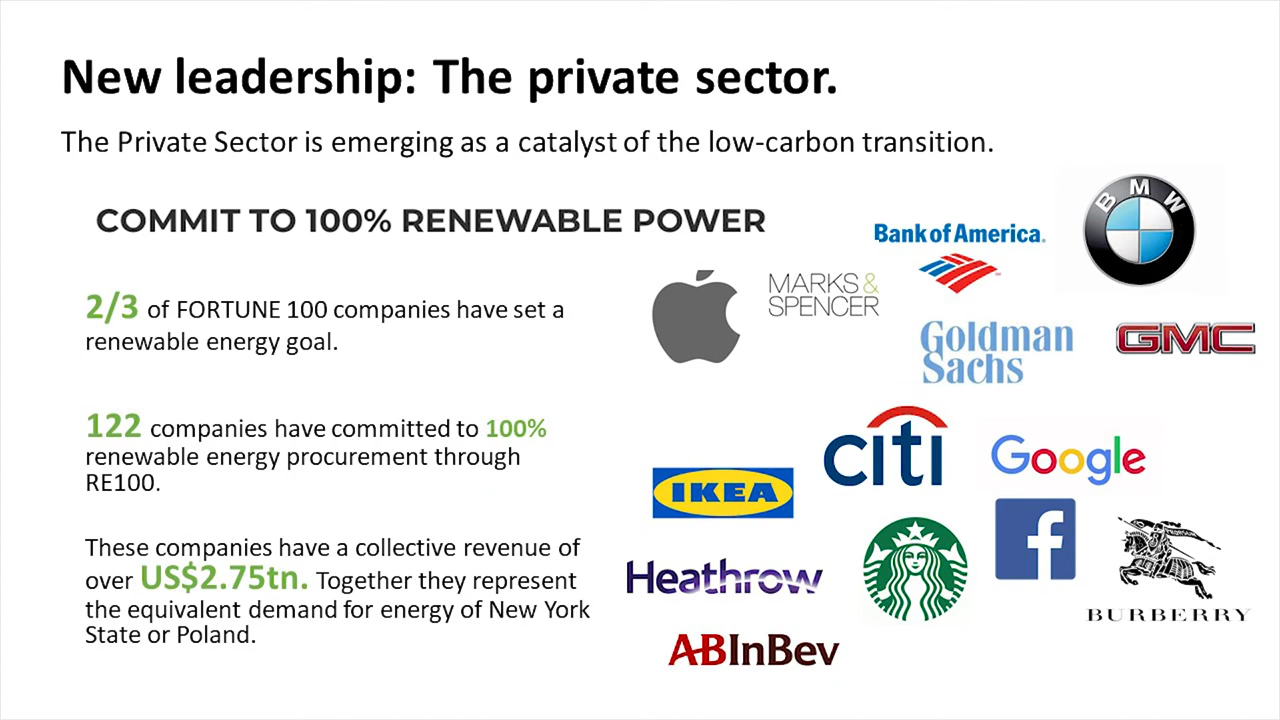 New leadership: The private sector.
The Private Sector is emerging as a catalyst of the low-carbon transition.
COMMIT TO 100% RENEWABLE POWER
2/3 of FORTUNE 100 companies have set a
renewable energy goal.
122 companies have committed to 100%
renewable energy procurement through
RE100.
These companies have a collective revenue of
over US$2.75tn. Together they represent
the equivalent demand for energy of New York
State or Poland.
BMW
Bank of America.
MARKS &
SPENCER
Goldman
Sachs
GMC
citi
Google
IKEA
f
Heathrow
BURBERRY
ABInBev